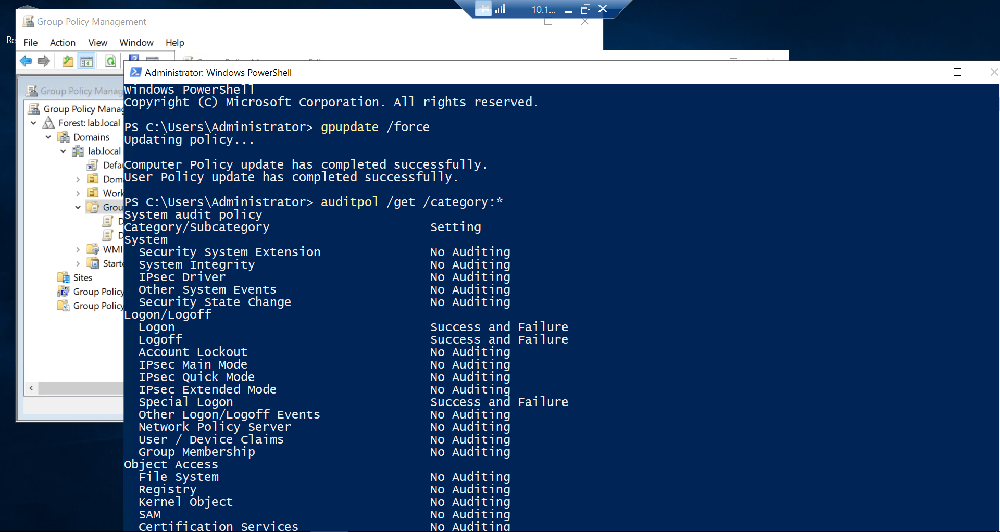 10.1...
Group Policy Management
Re
File Action View Window Help
Administrator: Windows PowerShell
Group Policy Manag
Group Policy Manag
Forest: lab.local
Domains
lab.local
Defau
Dom
Work
Grou
D
D
WMI
Starte
Sites
Group Policy
Group Policy
Windows PowerShell
Copyright (C) Microsoft Corporation. All rights reserved.
PS C:\Users\Administrator> gpupdate /force
Updating policy...
Computer Policy update has completed successfully.
User Policy update has completed successfully.
PS C:\Users\Administrator> auditpol /get /category:*
System audit policy
Category/Subcategory Setting
System
Security System Extension No Auditing
System Integrity No Auditing
IPsec Driver No Auditing
Other System Events No Auditing
Security State Change No Auditing
Logon/Logoff
Logon Success and Failure
Logoff Success and Failure
Account Lockout No Auditing
IPsec Main Mode No Auditing
IPsec Quick Mode No Auditing
IPsec Extended Mode No Auditing
Special Logon Success and Failure
Other Logon/Logoff Events No Auditing
Network Policy Server No Auditing
User / Device Claims No Auditing
Group Membership No Auditing
Object Access
File System No Auditing
Registry No Auditing
Kernel Object No Auditing
SAM No Auditing
Certification Services No Auditing